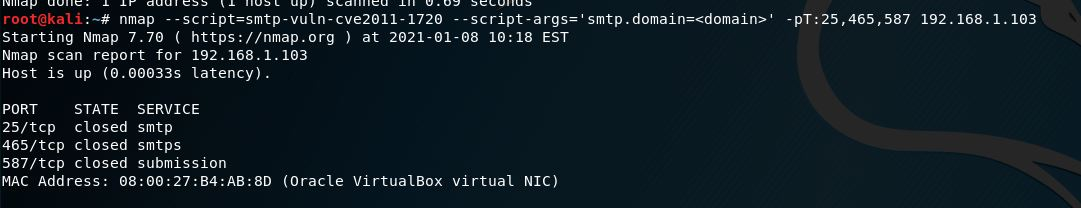 Nmap done: 1 IP address (1 host up) scanned in 0.69 seconds
root@kali:~# nmap --script=smtp-vuln-cve2011-1720 --script-args='smtp.domain=<domain>' -pT:25,465,587 192.168.1.103
Starting Nmap 7.70 ( https://nmap.org ) at 2021-01-08 10:18 EST
Nmap scan report for 192.168.1.103
Host is up (0.00033s latency).
PORT    STATE  SERVICE
25/tcp  closed smtp
465/tcp closed smtps
587/tcp closed submission
MAC Address: 08:00:27:B4:AB:8D (Oracle VirtualBox virtual NIC)